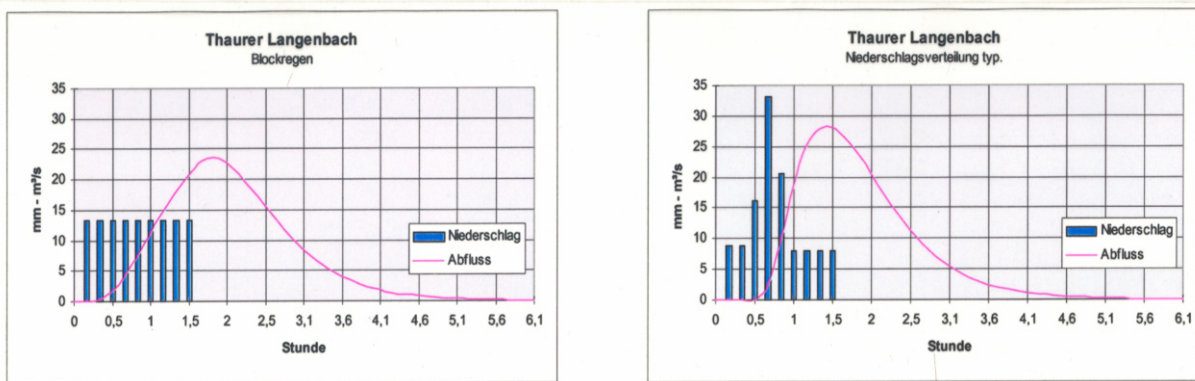 Thaurer Langenbach
Blockregen
mm - m³/s
35
30
25
20
15
10
5
0
0 0,5 1 1,5 2 2,5 3,1 3,6 4,1 4,6 5,1 5,6 6,1
Stunde
Niederschlag
Abfluss
Thaurer Langenbach
Niederschlagsverteilung typ.
mm - m³/s
35
30
25
20
15
10
5
0
0 0,5 1 1,5 2 2,5 3,1 3,6 4,1 4,6 5,1 5,6 6,1
Stunde
Niederschlag
Abfluss